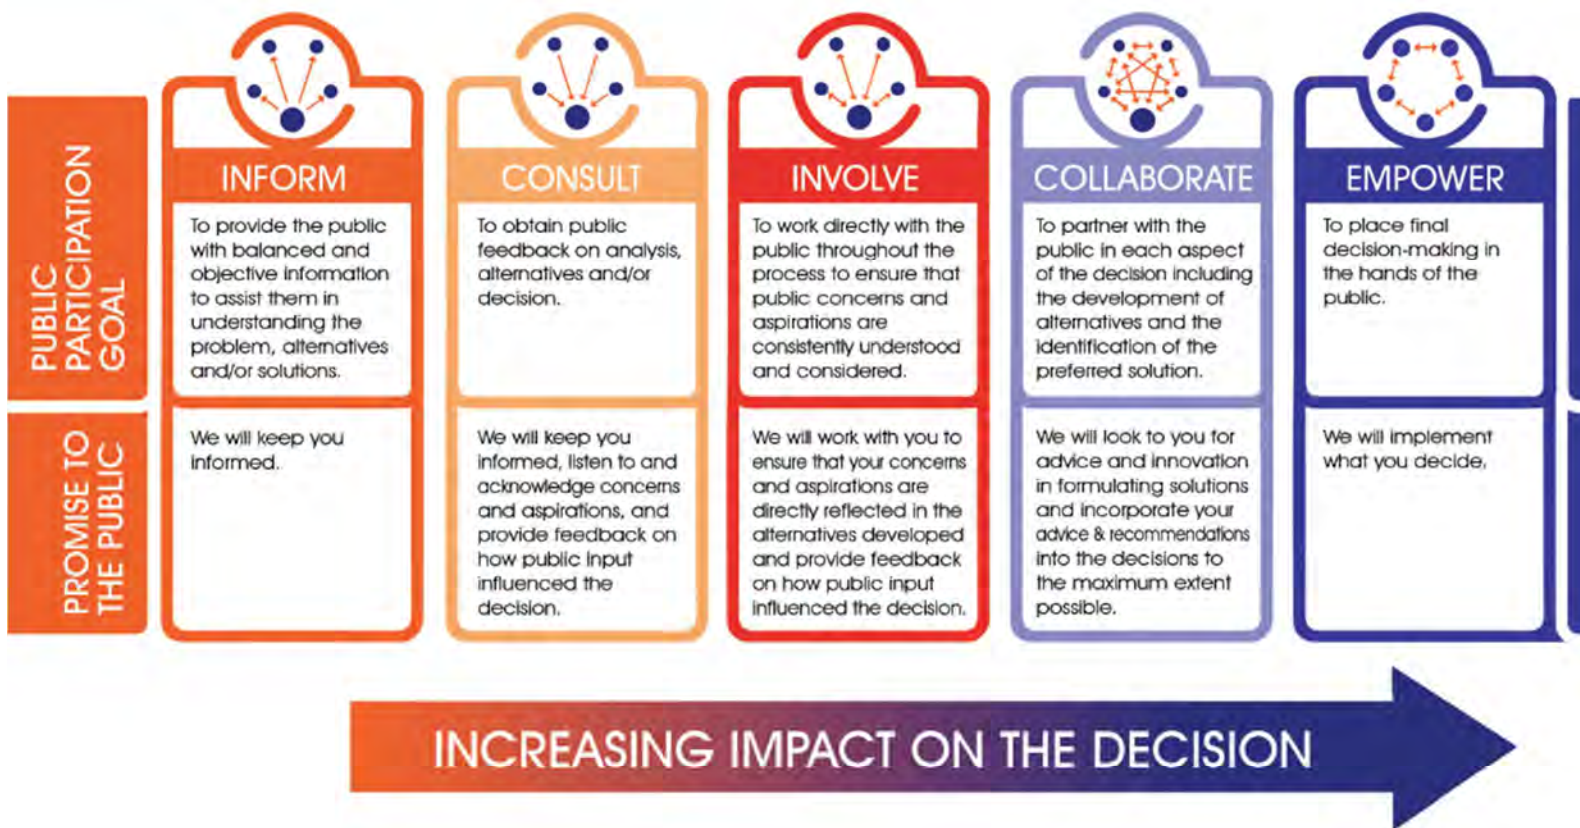 INFORM
CONSULT
INVOLVE
COLLABORATE
EMPOWER
PUBLIC
PARTICIPATION
GOAL
To provide the public
with balanced and
objective information
to assist them in
understanding the
problem, alternatives
and/or solutions.
To obtain public
feedback on analysis,
alternatives and/or
decision.
To work directly with the
public throughout the
process to ensure that
public concerns and
aspirations are
consistently understood
and considered.
To partner with the
public in each aspect
of the decision including
the development of
alternatives and the
identification of the
preferred solution.
To place final
decision-making in
the hands of the
public.
PROMISE TO
THE PUBLIC
We will keep you
informed.
We will keep you
informed, listen to and
acknowledge concerns
and aspirations, and
provide feedback on
how public input
influenced the
decision.
We will work with you to
ensure that your concerns
and aspirations are
directly reflected in the
alternatives developed
and provide feedback
on how public input
influenced the decision.
We will look to you for
advice and innovation
in formulating solutions
and incorporate your
advice & recommendations
into the decisions to
the maximum extent
possible.
We will implement
what you decide.
INCREASING IMPACT ON THE DECISION